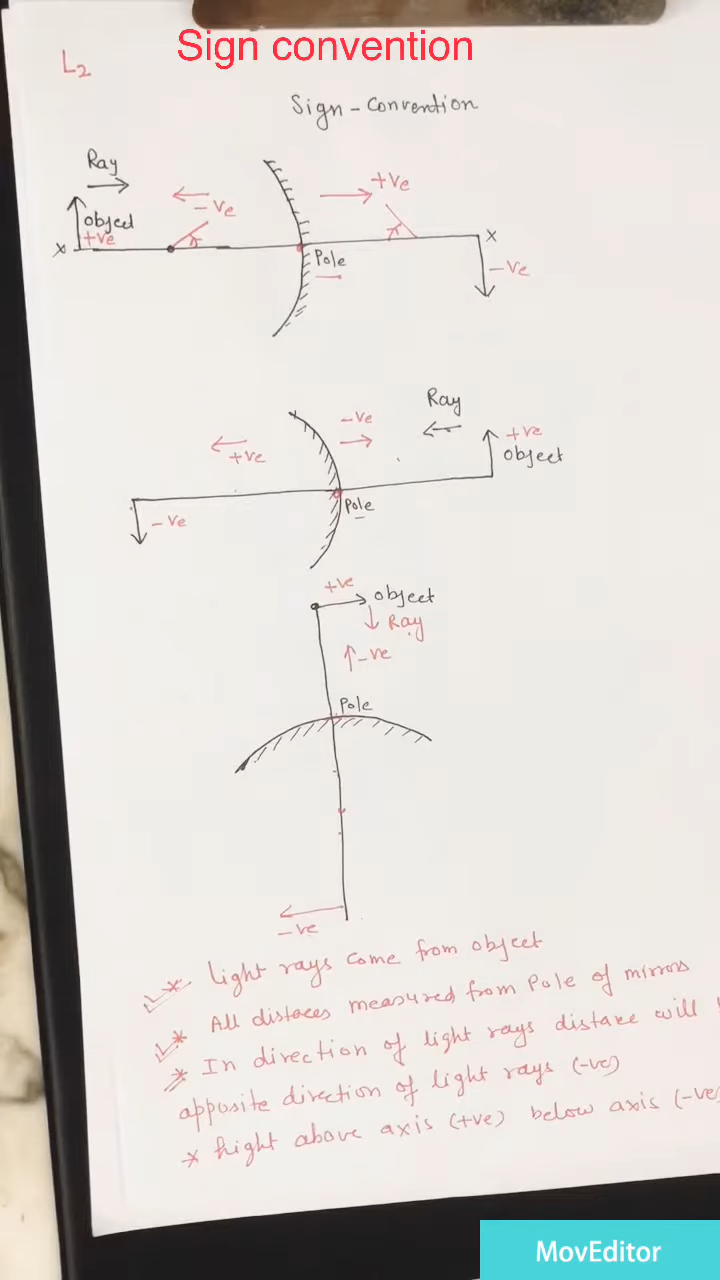 Sign convention
L2
Sign-Convention
Ray
+ve
-ve
object
+ve
x
x
Pole
-ve
Ray
-ve
+ve
+ve
object
Pole
-ve
+ve
object
Ray
-ve
Pole
-ve
* light rays come from object
* All distaces measured from Pole of mirrors
* In direction of light rays distace will
apposite direction of light rays (-ve)
* hight above axis (+ve) below axis (-ve)
MovEditor